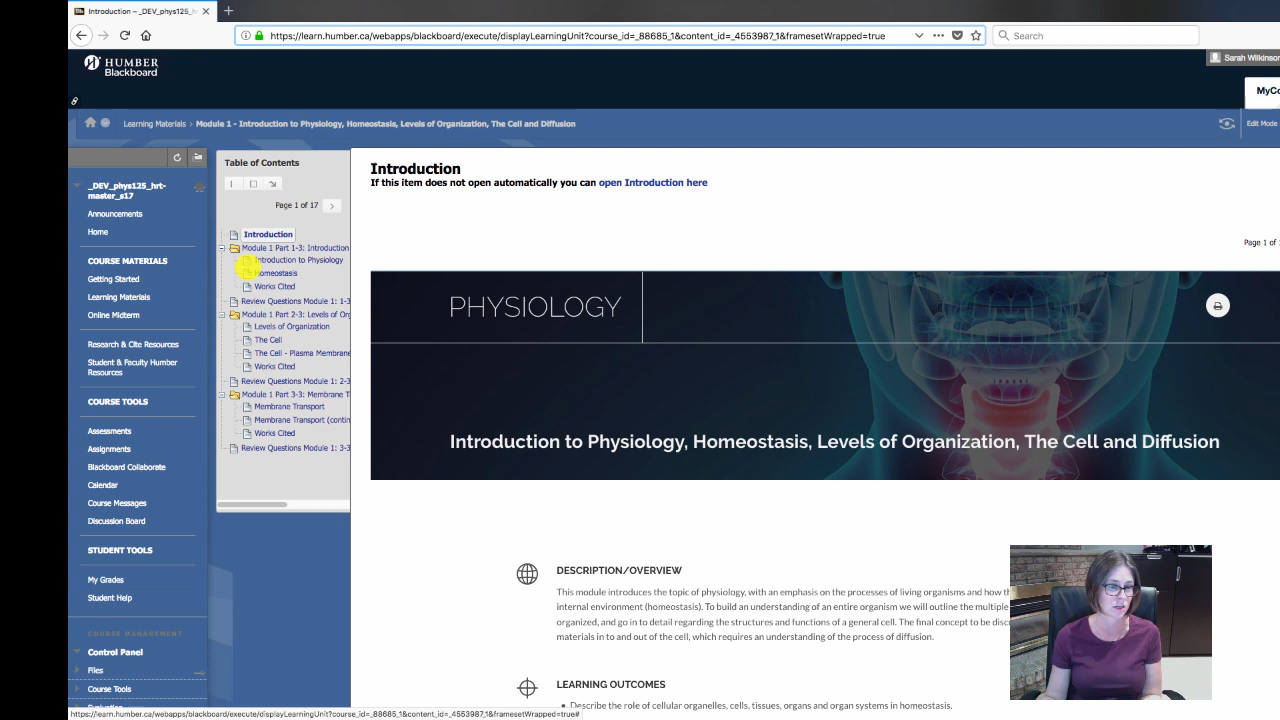 Introduction – _DEV_phys125_hrt
https://learn.humber.ca/webapps/blackboard/execute/displayLearningUnit?course_id=_88685_1&content_id=_4553987_1&framesetWrapped=true
Search
HUMBER
Blackboard
Sarah Wilkinson
MyCo
Learning Materials > Module 1 - Introduction to Physiology, Homeostasis, Levels of Organization, The Cell and Diffusion
Edit Mode
_DEV_phys125_hrt-
master_s17
Announcements
Home
COURSE MATERIALS
Getting Started
Learning Materials
Online Midterm
Research & Cite Resources
Student & Faculty Humber
Resources
COURSE TOOLS
Assessments
Assignments
Blackboard Collaborate
Calendar
Course Messages
Discussion Board
STUDENT TOOLS
My Grades
Student Help
COURSE MANAGEMENT
Control Panel
Files
Course Tools
Evaluation
Table of Contents
Page 1 of 17
Introduction
Module 1 Part 1-3: Introduction
Introduction to Physiology
Homeostasis
Works Cited
Review Questions Module 1: 1-3
Module 1 Part 2-3: Levels of Org
Levels of Organization
The Cell
The Cell - Plasma Membrane
Works Cited
Review Questions Module 1: 2-3
Module 1 Part 3-3: Membrane T
Membrane Transport
Membrane Transport (contin
Works Cited
Review Questions Module 1: 3-3
Introduction
If this item does not open automatically you can open Introduction here
Page 1 of 1
PHYSIOLOGY
Introduction to Physiology, Homeostasis, Levels of Organization, The Cell and Diffusion
DESCRIPTION/OVERVIEW
This module introduces the topic of physiology, with an emphasis on the processes of living organisms and how th
internal environment (homeostasis). To build an understanding of an entire organism we will outline the multiple
organized, and go in to detail regarding the structures and functions of a general cell. The final concept to be disc
materials in to and out of the cell, which requires an understanding of the process of diffusion.
LEARNING OUTCOMES
• Describe the role of cellular organelles, cells, tissues, organs and organ systems in homeostasis.
https://learn.humber.ca/webapps/blackboard/execute/displayLearningUnit?course_id=_88685_1&content_id=_4553987_1&framesetWrapped=true#